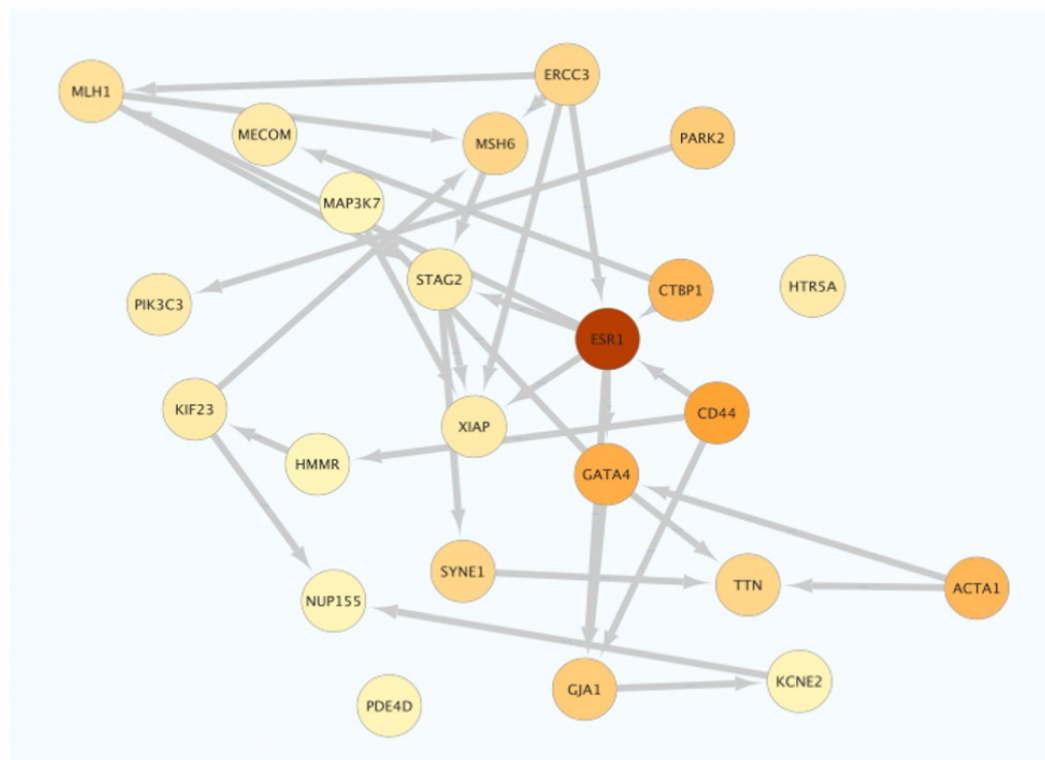 ERCC3
MLH1
MECOM
MSH6
PARK2
MAP3K7
STAG2
CTBP1
HTR5A
PIK3C3
ESR1
KIF23
XIAP
CD44
HMMR
GATA4
SYNE1
TTN
ACTA1
NUP155
GJA1
KCNE2
PDE4D